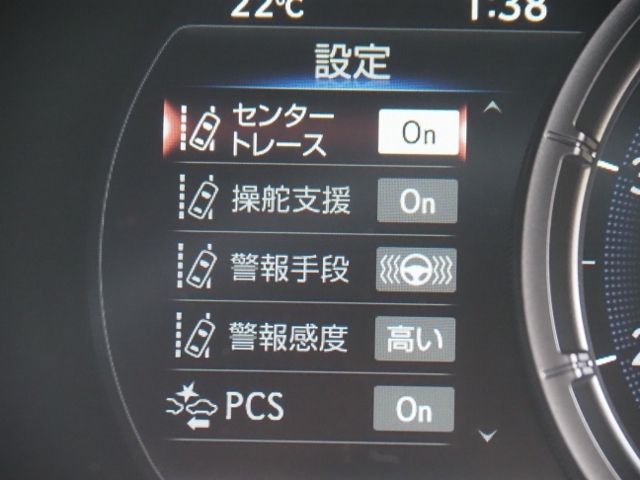 22℃ 1:38
設定
センター
トレース On
操舵支援 On
警報手段
警報感度 高い
PCS On